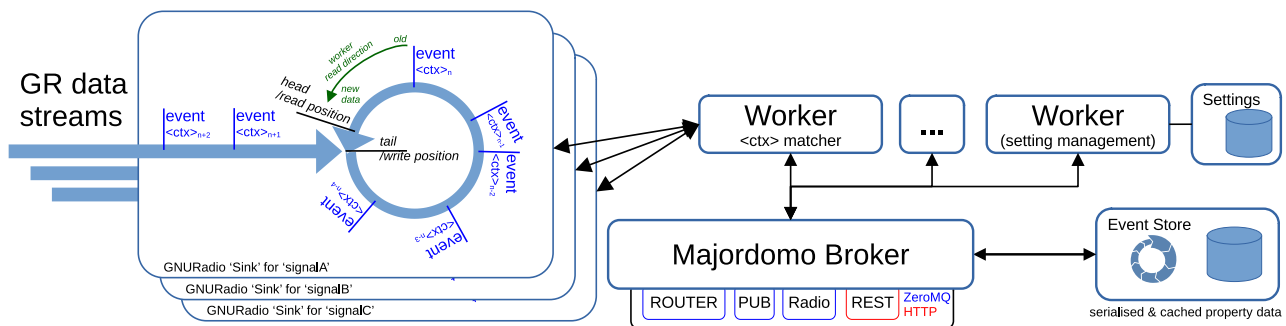 GR data
streams
event
<ctx>n+2
event
<ctx>n+1
head
/read position
worker
read direction
old
new
data
tail
/write position
event
<ctx>n
event
<ctx>n-1
event
<ctx>n-2
event
<ctx>n-3
event
<ctx>n-4
GNURadio ‘Sink’ for ‘signalA’
GNURadio ‘Sink’ for ‘signalB’
GNURadio ‘Sink’ for ‘signalC’
Worker
<ctx> matcher
...
Worker
(setting management)
Settings
Majordomo Broker
ROUTER
PUB
Radio
REST
ZeroMQ
HTTP
Event Store
serialised & cached property data